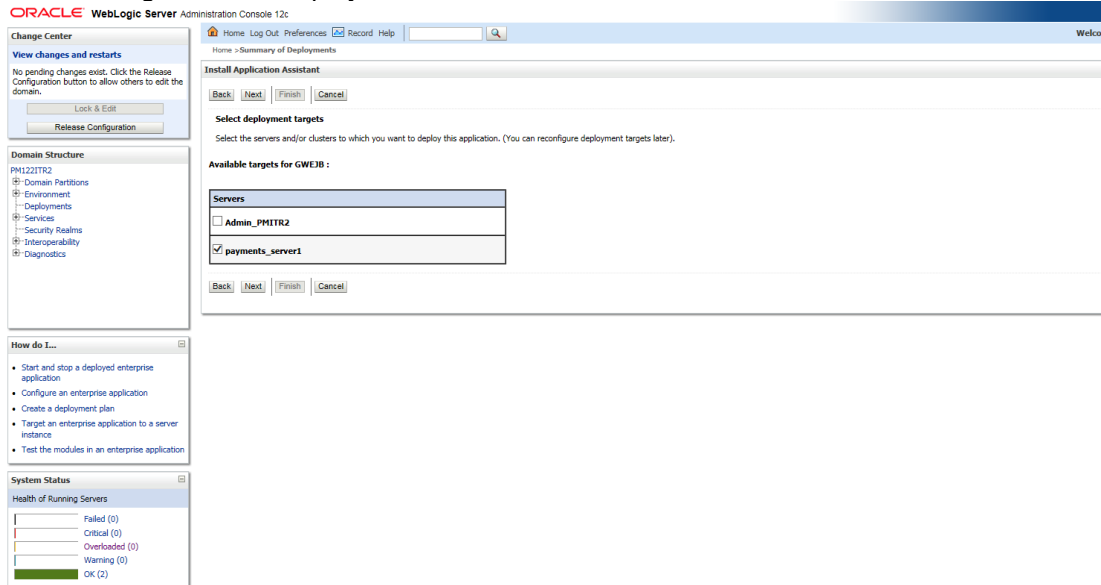 ORACLE WebLogic Server Administration Console 12c
Change Center
View changes and restarts
No pending changes exist. Click the Release
Configuration button to allow others to edit the
domain.
Lock & Edit
Release Configuration
Domain Structure
PM122ITR2
Domain Partitions
Environment
Deployments
Services
Security Realms
Interoperability
Diagnostics
How do I...
Start and stop a deployed enterprise
application
Configure an enterprise application
Create a deployment plan
Target an enterprise application to a server
instance
Test the modules in an enterprise application
System Status
Health of Running Servers
Failed (0)
Critical (0)
Overloaded (0)
Warning (0)
OK (2)
Home Log Out Preferences Record Help
Welco
Home >Summary of Deployments
Install Application Assistant
Back Next Finish Cancel
Select deployment targets
Select the servers and/or clusters to which you want to deploy this application. (You can reconfigure deployment targets later).
Available targets for GWEJB :
Servers
Admin_PMITR2
payments_server1
Back Next Finish Cancel